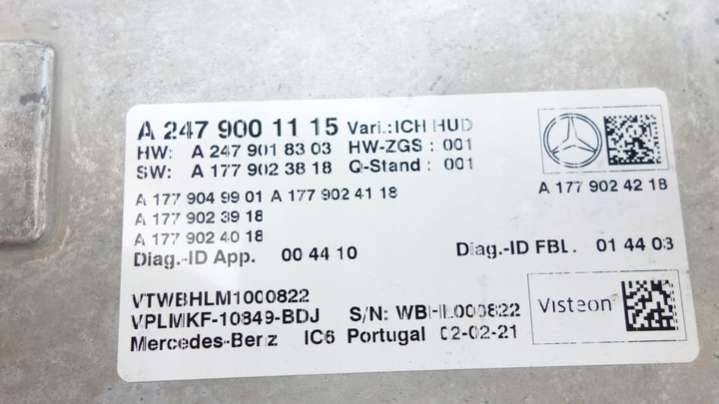 A 247 900 11 15 Vari.:ICH HUD
HW: A 247 901 83 03 HW-ZGS : 001
SW: A 177 902 38 18 Q-Stand : 001
A 177 904 99 01 A 177 902 41 18
A 177 902 42 18
A 177 902 39 18
A 177 902 40 18
Diag.-ID App. 00 44 10 Diag.-ID FBL. 01 44 03
VTWBHLM1000822
VPLMKF-10849-BDJ S/N:
Visteon
Mercedes-Benz IC6 Portugal 02-02-21